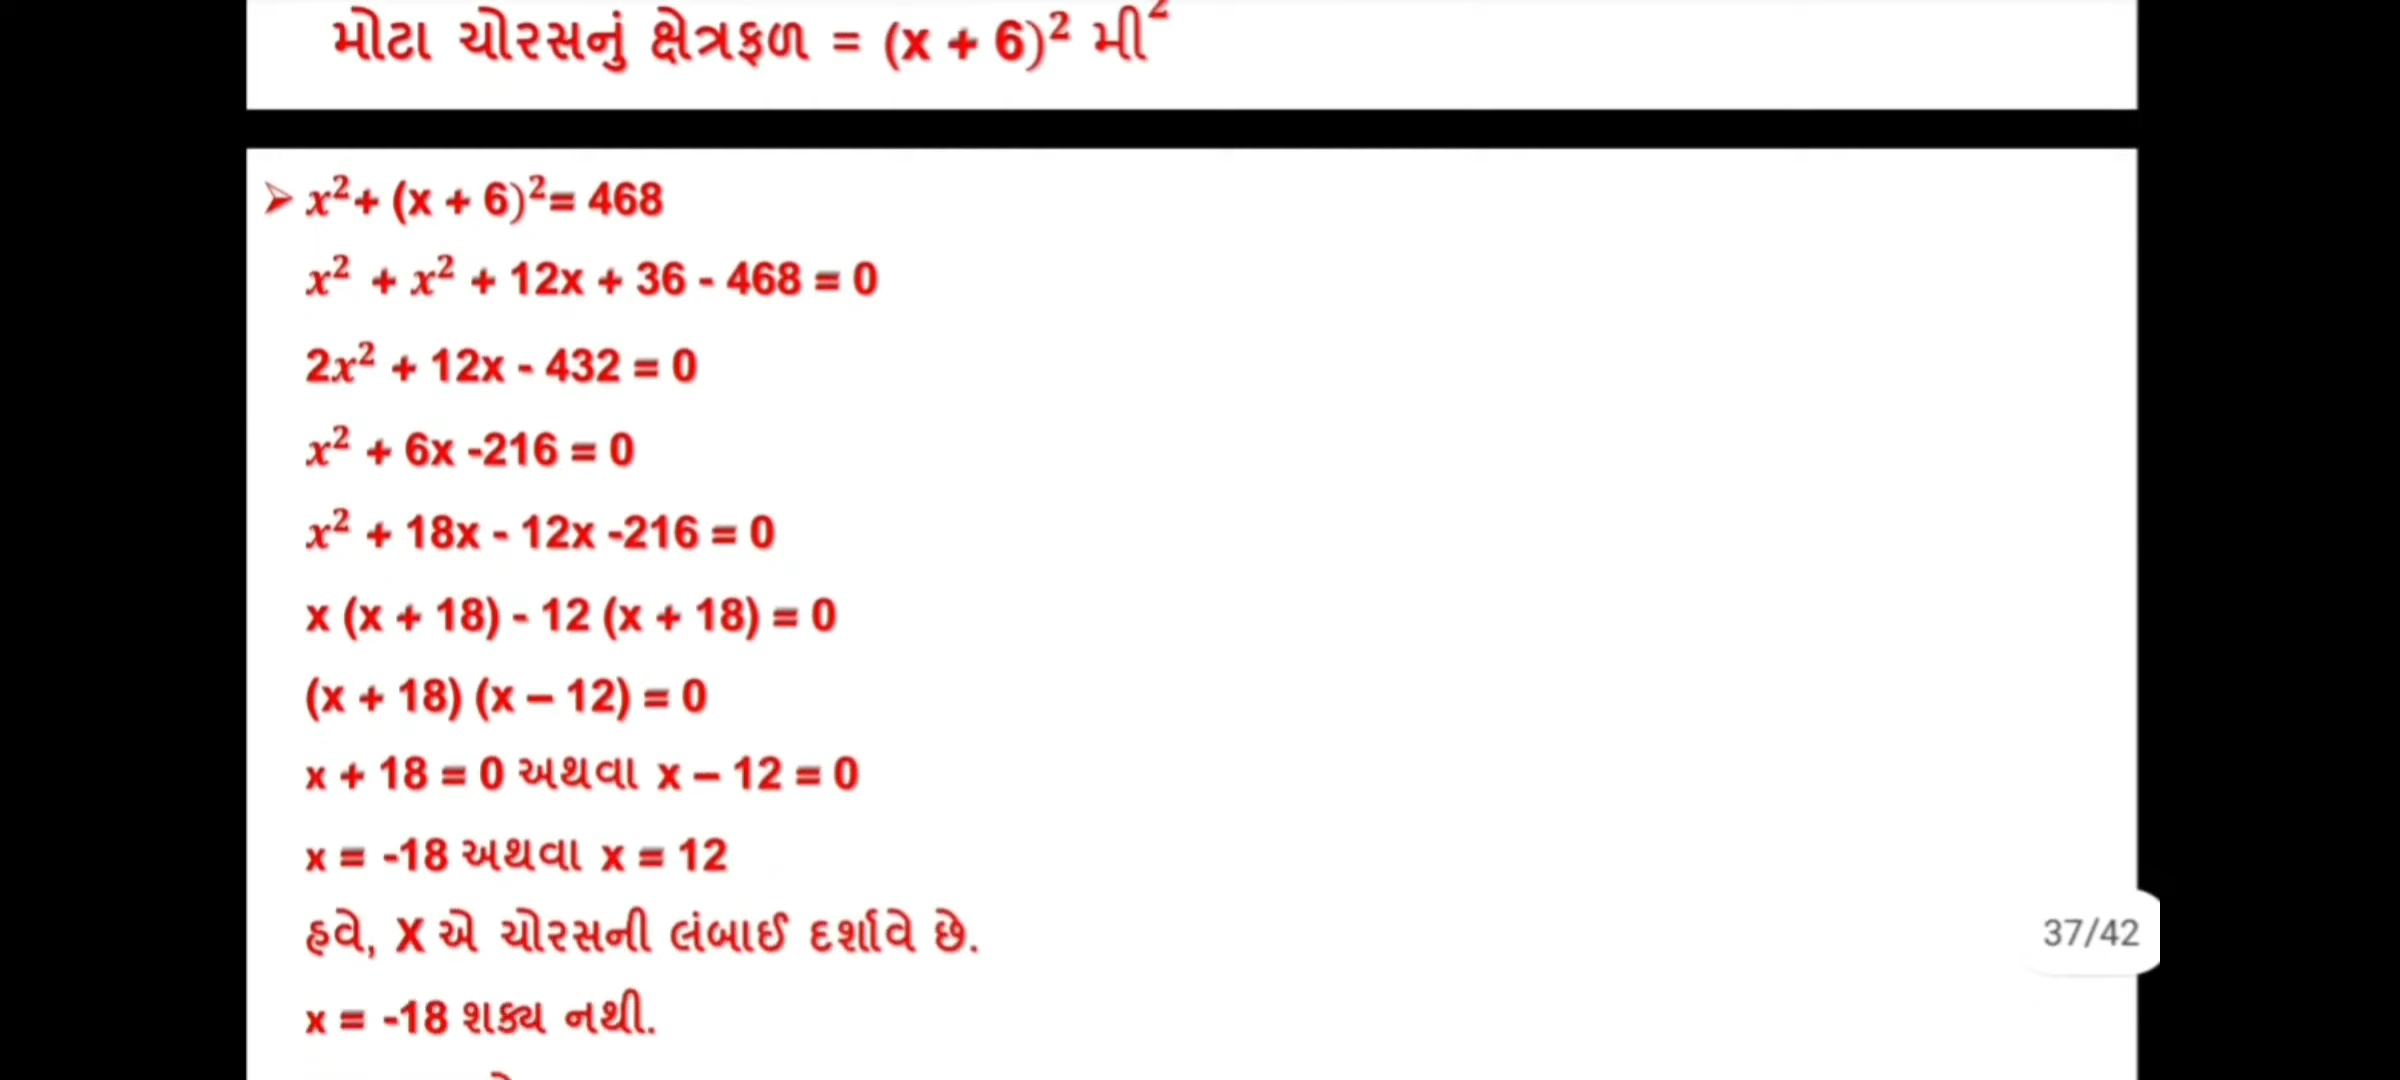 મોટા ચોરસનું ક્ષેત્રફળ = (x + 6)² મી²
➢ x²+ (x + 6)²= 468
x² + x² + 12x + 36 - 468 = 0
2x² + 12x - 432 = 0
x² + 6x -216 = 0
x² + 18x - 12x -216 = 0
x (x + 18) - 12 (x + 18) = 0
(x + 18) (x – 12) = 0
x + 18 = 0 અથવા x – 12 = 0
x = -18 અથવા x = 12
હવે, X એ ચોરસની લંબાઈ દર્શાવે છે.
37/42
x = -18 શક્ય નથી.